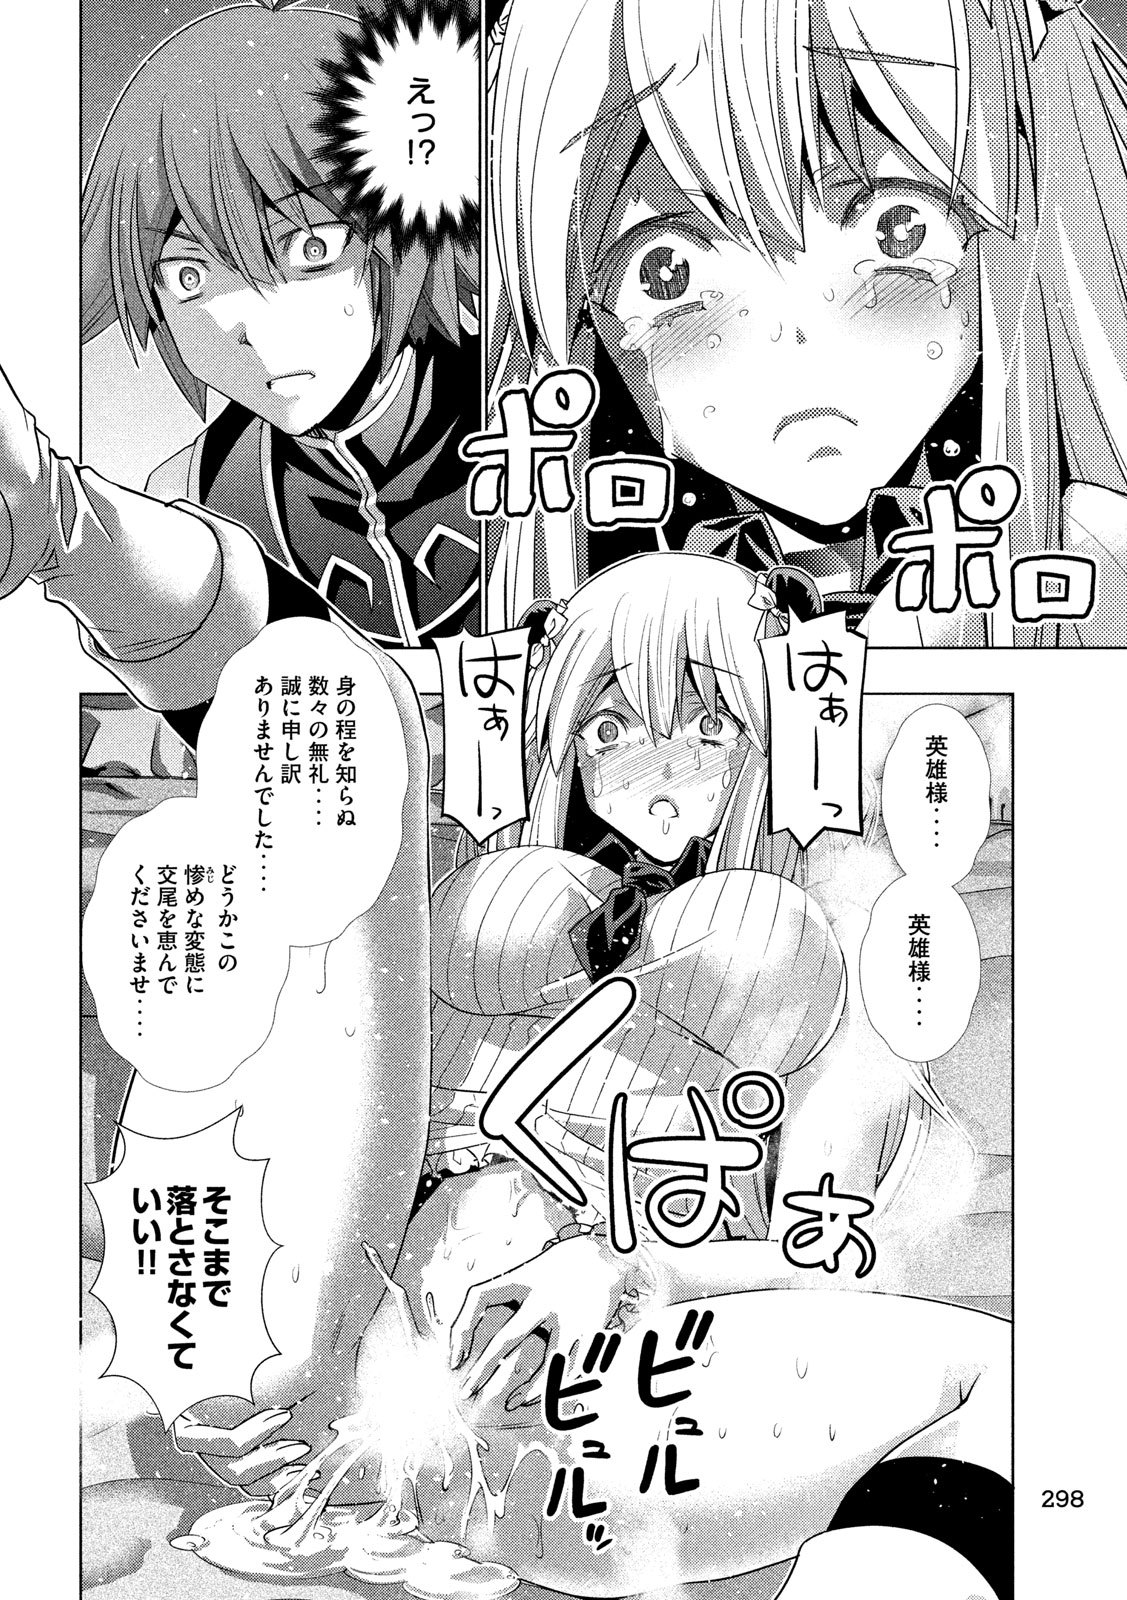 ポロ
ポロ
えっ!?
英雄様‥‥
英雄様‥‥
はぁーっ
はぁーっ
身の程を知らぬ
数々の無礼‥‥
誠に申し訳
ありませんでした‥‥
どうかこの
惨めな変態に
みじ
交尾を恵んで
くださいませ‥‥
くぱぁ
そこまで
落とさなくて
いい!!
ビュル
ビュルッ
298